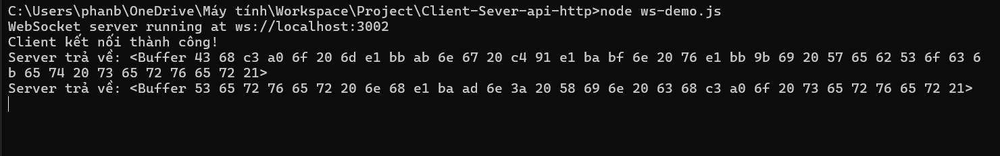 C:\Users\phanb\OneDrive\Máy tính\Workspace\Project\Client-Sever-api-http>node ws-demo.js
WebSocket server running at ws://localhost:3002
Client kết nối thành công!
Server trả về: <Buffer 43 68 c3 a0 6f 20 6d e1 bb ab 6e 67 20 c4 91 e1 ba bf 6e 20 76 e1 bb 9b 69 20 57 65 62 53 6f 63 6
b 65 74 20 73 65 72 76 65 72 21>
Server trả về: <Buffer 53 65 72 76 65 72 20 6e 68 e1 ba ad 6e 3a 20 58 69 6e 20 63 68 c3 a0 6f 20 73 65 72 76 65 72 21>